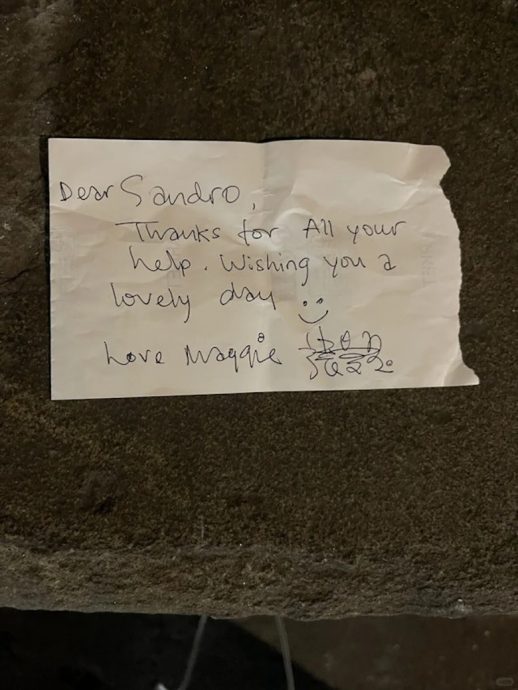 Dear Sandro,
Thanks for All your
help. Wishing you a
lovely day :)
Love Maggie